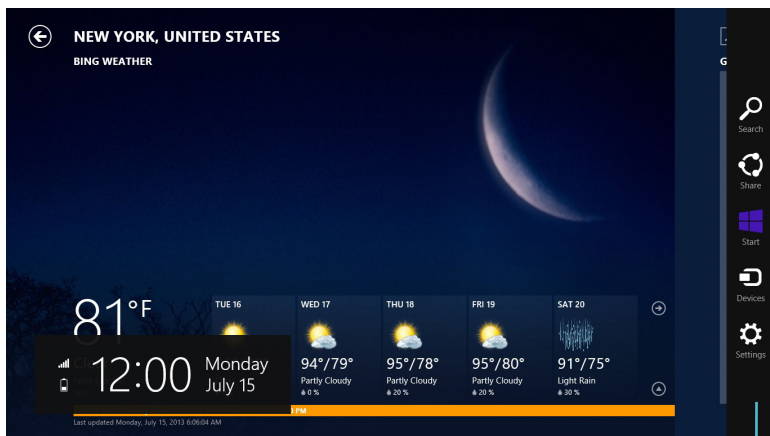 NEW YORK, UNITED STATES
BING WEATHER
G
Search
Share
Start
Devices
Settings
81°F
TUE 16
WED 17
94°/79°
Partly Cloudy
0 %
THU 18
95°/78°
Partly Cloudy
20 %
FRI 19
95°/80°
Partly Cloudy
20 %
SAT 20
91°/75°
Light Rain
30 %
12:00
Monday
July 15
PM
Last updated Monday, July 15, 2013 6:06:04 AM